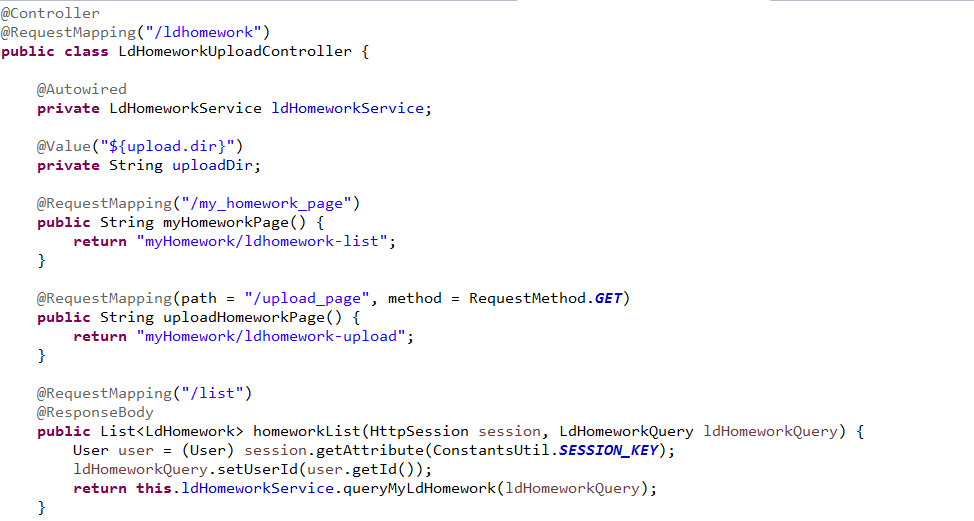 @Controller
@RequestMapping("/ldhomework")
public class LdHomeworkUploadController {
@Autowired
private LdHomeworkService ldHomeworkService;
@Value("${upload.dir}")
private String uploadDir;
@RequestMapping("/my_homework_page")
public String myHomeworkPage() {
return "myHomework/ldhomework-list";
}
@RequestMapping(path = "/upload_page", method = RequestMethod.GET)
public String uploadHomeworkPage() {
return "myHomework/ldhomework-upload";
}
@RequestMapping("/list")
@ResponseBody
public List<LdHomework> homeworkList(HttpSession session, LdHomeworkQuery ldHomeworkQuery) {
User user = (User) session.getAttribute(ConstantsUtil.SESSION_KEY);
ldHomeworkQuery.setUserId(user.getId());
return this.ldHomeworkService.queryMyLdHomework(ldHomeworkQuery);
}